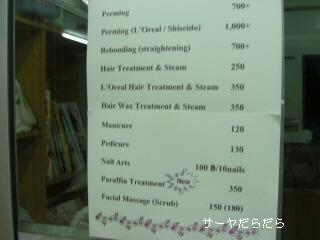 Perming 700+
Perming (L'Oreal / Shiseido) 1,000+
Rebonding (straightening) 700+
Hair Treatment & Steam 250
L'Oreal Hair Treatment & Steam 350
Hair Wax Treatment & Steam 350
Manicure 120
Pedicure 130
Nail Arts 100 B/10nails
Paraffin Treatment New 350
Facial Massage (Scrub) 150 (180)
サーヤだらだら